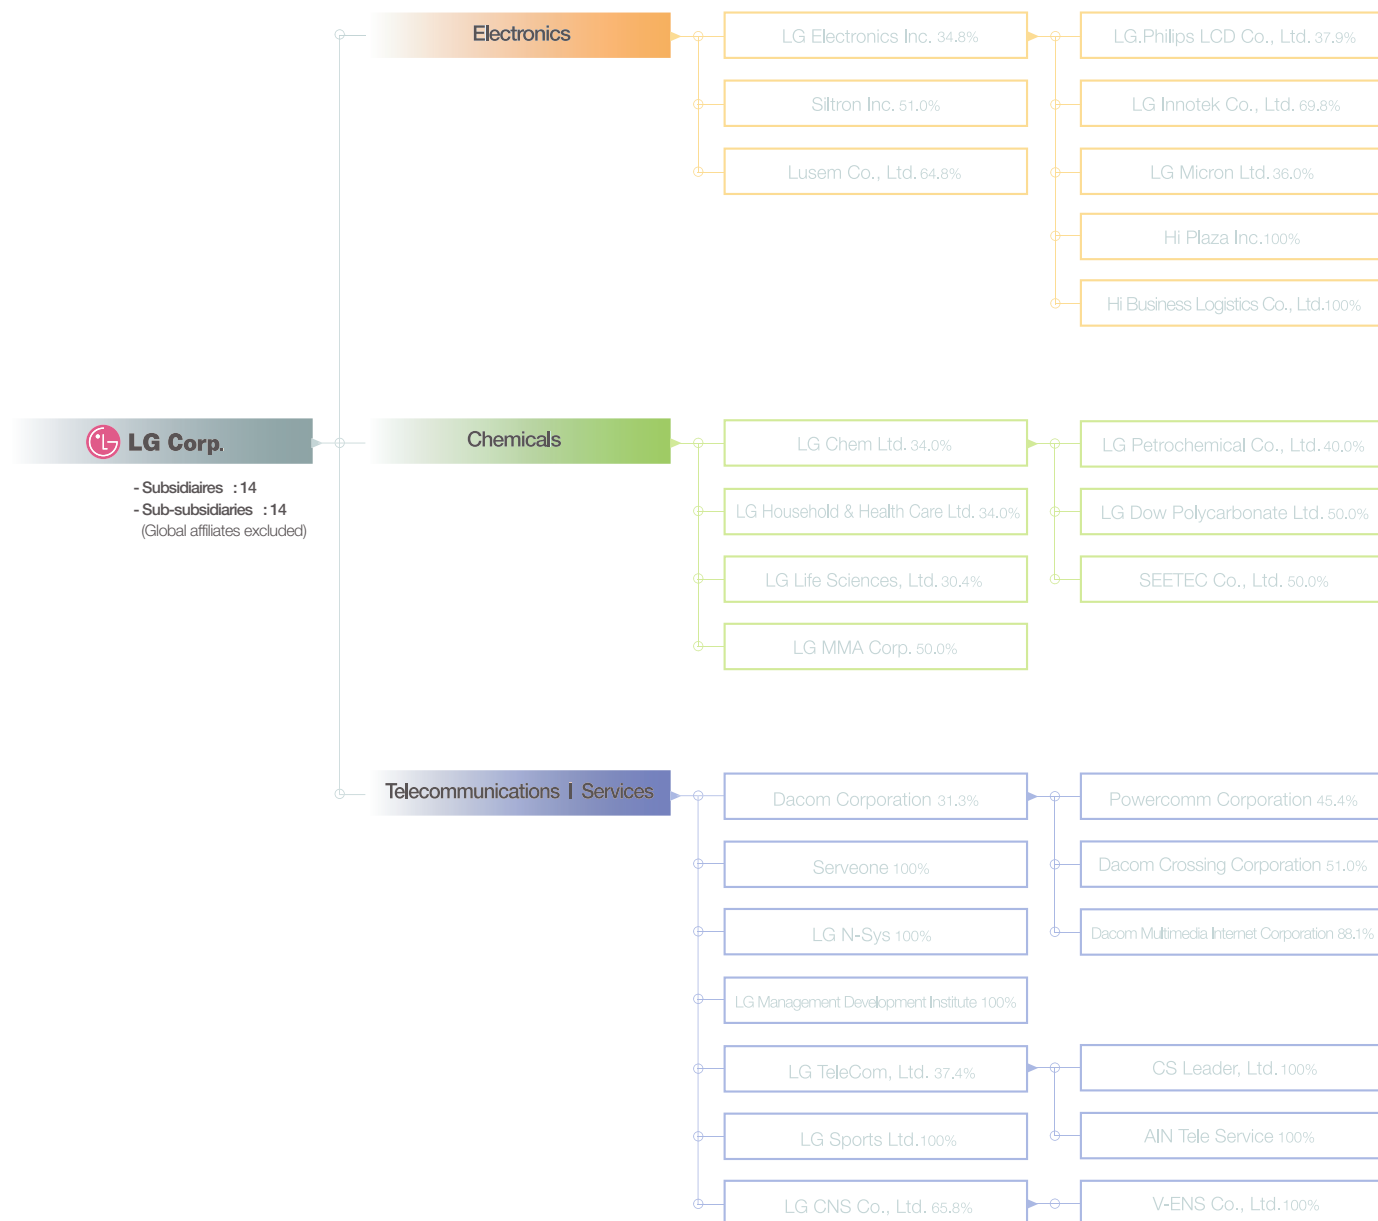 LG Corp.
- Subsidiaires : 14
- Sub-subsidiaries : 14
(Global affiliates excluded)
Electronics
LG Electronics Inc. 34.8%
Siltron Inc. 51.0%
Lusem Co., Ltd. 64.8%
LG.Philips LCD Co., Ltd. 37.9%
LG Innotek Co., Ltd. 69.8%
LG Micron Ltd. 36.0%
Hi Plaza Inc.100%
Hi Business Logistics Co., Ltd.100%
Chemicals
LG Chem Ltd. 34.0%
LG Household & Health Care Ltd. 34.0%
LG Life Sciences, Ltd. 30.4%
LG MMA Corp. 50.0%
LG Petrochemical Co., Ltd. 40.0%
LG Dow Polycarbonate Ltd. 50.0%
SEETEC Co., Ltd. 50.0%
Telecommunications | Services
Dacom Corporation 31.3%
Serveone 100%
LG N-Sys 100%
LG Management Development Institute 100%
LG TeleCom, Ltd. 37.4%
LG Sports Ltd.100%
LG CNS Co., Ltd. 65.8%
Powercomm Corporation 45.4%
Dacom Crossing Corporation 51.0%
Dacom Multimedia Internet Corporation 88.1%
CS Leader, Ltd. 100%
AIN Tele Service 100%
V-ENS Co., Ltd.100%